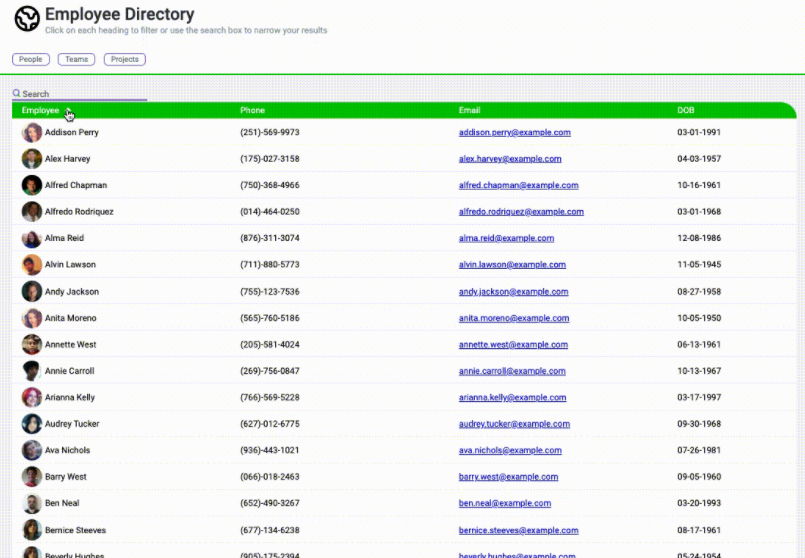 Employee Directory
Click on each heading to filter or use the search box to narrow your results
People Teams Projects
Search
Employee Phone Email DOB
Addison Perry (251)-569-9973 addison.perry@example.com 03-01-1991
Alex Harvey (175)-027-3158 alex.harvey@example.com 04-03-1957
Alfred Chapman (750)-368-4966 alfred.chapman@example.com 10-16-1961
Alfredo Rodriquez (014)-464-0250 alfredo.rodriquez@example.com 03-01-1968
Alma Reid (876)-311-3074 alma.reid@example.com 12-08-1986
Alvin Lawson (711)-880-5773 alvin.lawson@example.com 11-05-1945
Andy Jackson (755)-123-7536 andy.jackson@example.com 08-27-1958
Anita Moreno (565)-760-5186 anita.moreno@example.com 10-05-1950
Annette West (205)-581-4024 annette.west@example.com 06-13-1961
Annie Carroll (269)-756-0847 annie.carroll@example.com 10-13-1967
Arianna Kelly (766)-569-5228 arianna.kelly@example.com 03-17-1997
Audrey Tucker (627)-012-6775 audrey.tucker@example.com 09-30-1968
Ava Nichols (936)-443-1021 ava.nichols@example.com 07-26-1981
Barry West (066)-018-2463 barry.west@example.com 09-05-1960
Ben Neal (652)-490-3267 ben.neal@example.com 03-20-1993
Bernice Steeves (677)-134-6238 bernice.steeves@example.com 08-17-1961
Beverly Hughes (905)-175-2394 beverly.hughes@example.com 05-24-1954